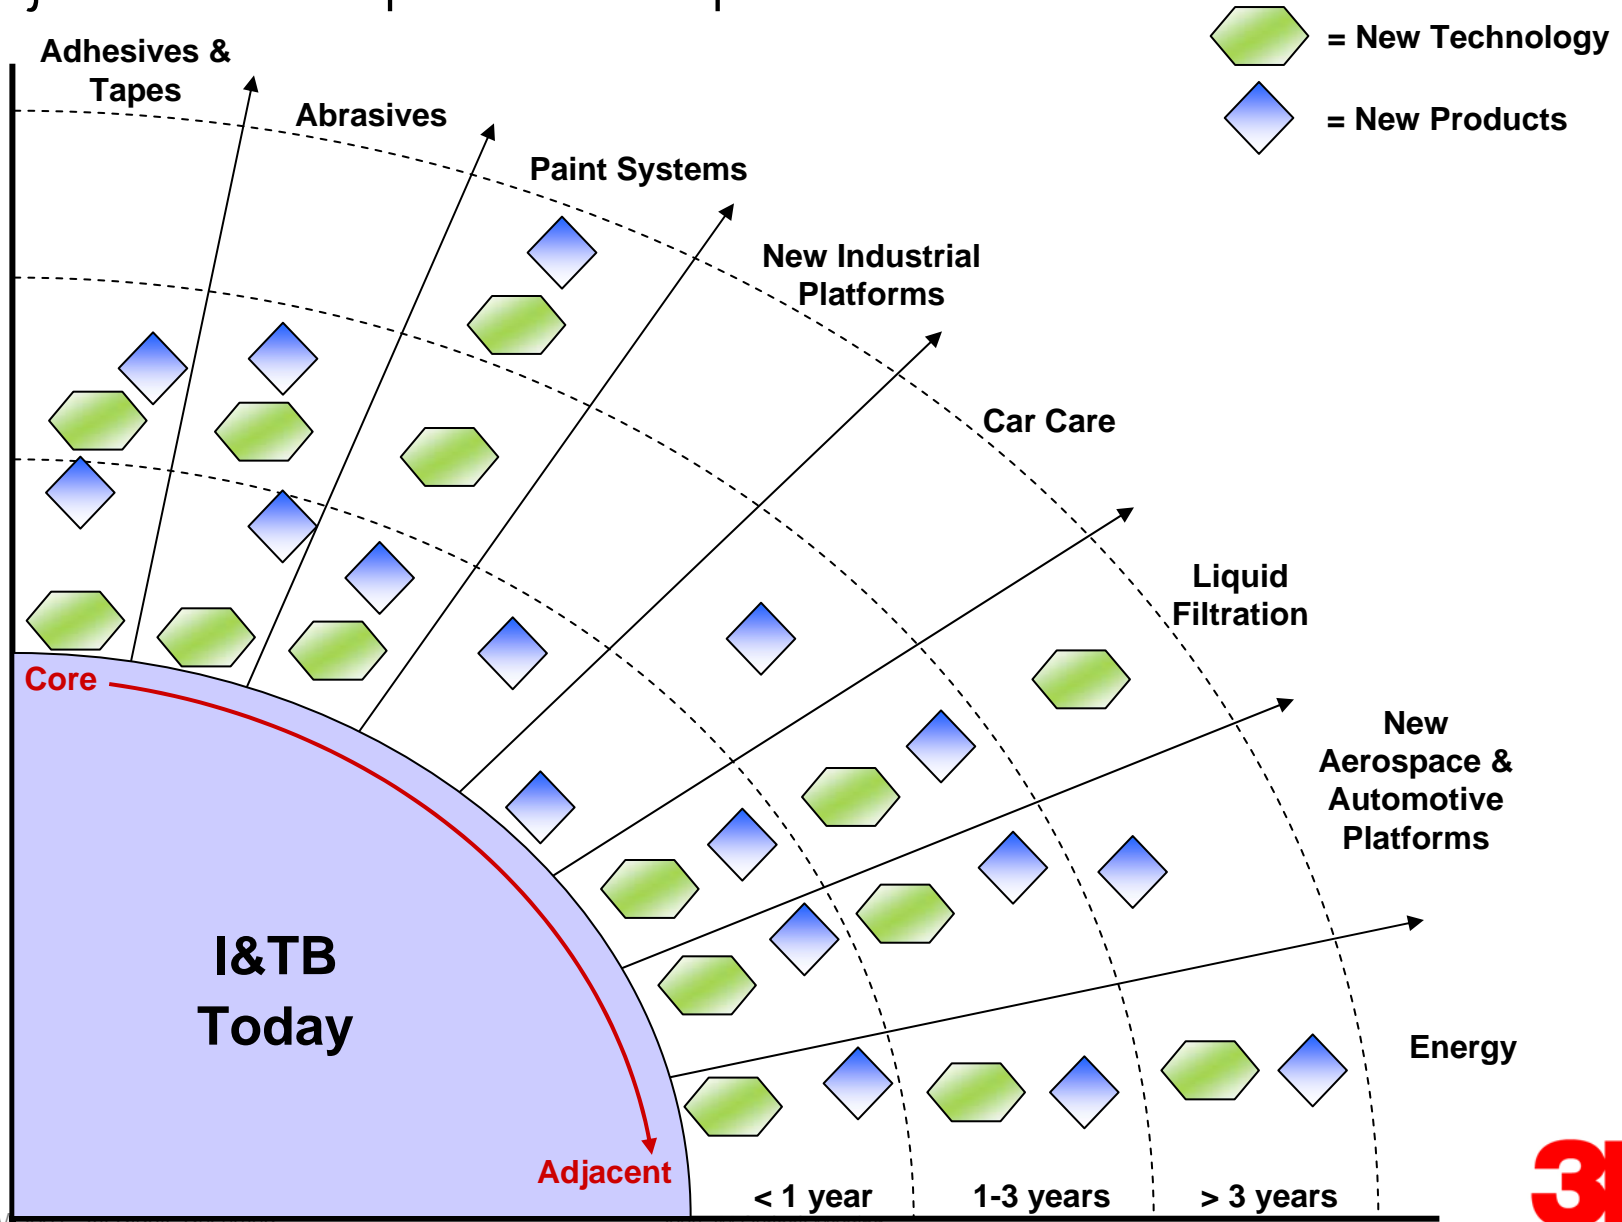 = New Technology
= New Products
Adhesives &
Tapes
Abrasives
Paint Systems
New Industrial
Platforms
Car Care
Liquid
Filtration
New
Aerospace &
Automotive
Platforms
Energy
Core
I&TB
Today
Adjacent
< 1 year
1-3 years
> 3 years